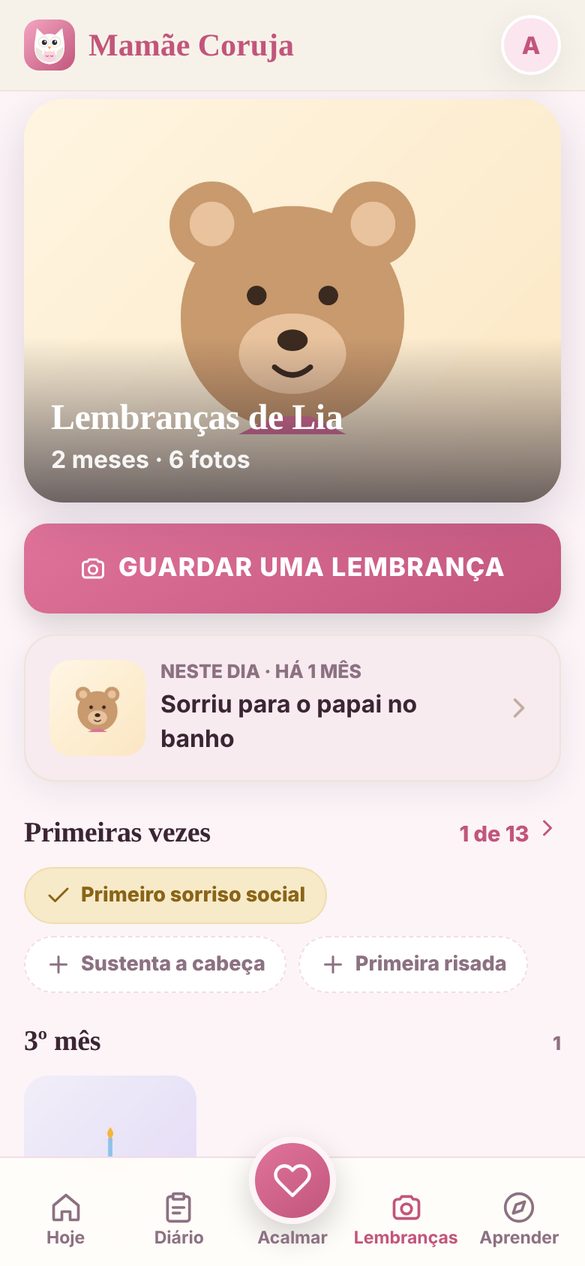 Mamãe Coruja
A
Lembranças de Lia
2 meses · 6 fotos
GUARDAR UMA LEMBRANÇA
NESTE DIA · HÁ 1 MÊS
Sorriu para o papai no
banho
Primeiras vezes
1 de 13
Primeiro sorriso social
Sustenta a cabeça
Primeira risada
3º mês
1
Hoje
Diário
Acalmar
Lembranças
Aprender